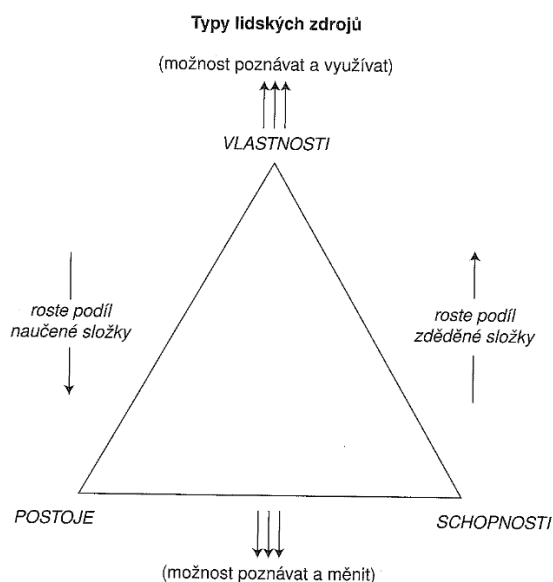 Typy lidských zdrojů
(možnost poznávat a využívat)
VLASTNOSTI
roste podíl
naučené složky
roste podíl
zděděné složky
POSTOJE
SCHOPNOSTI
(možnost poznávat a měnit)